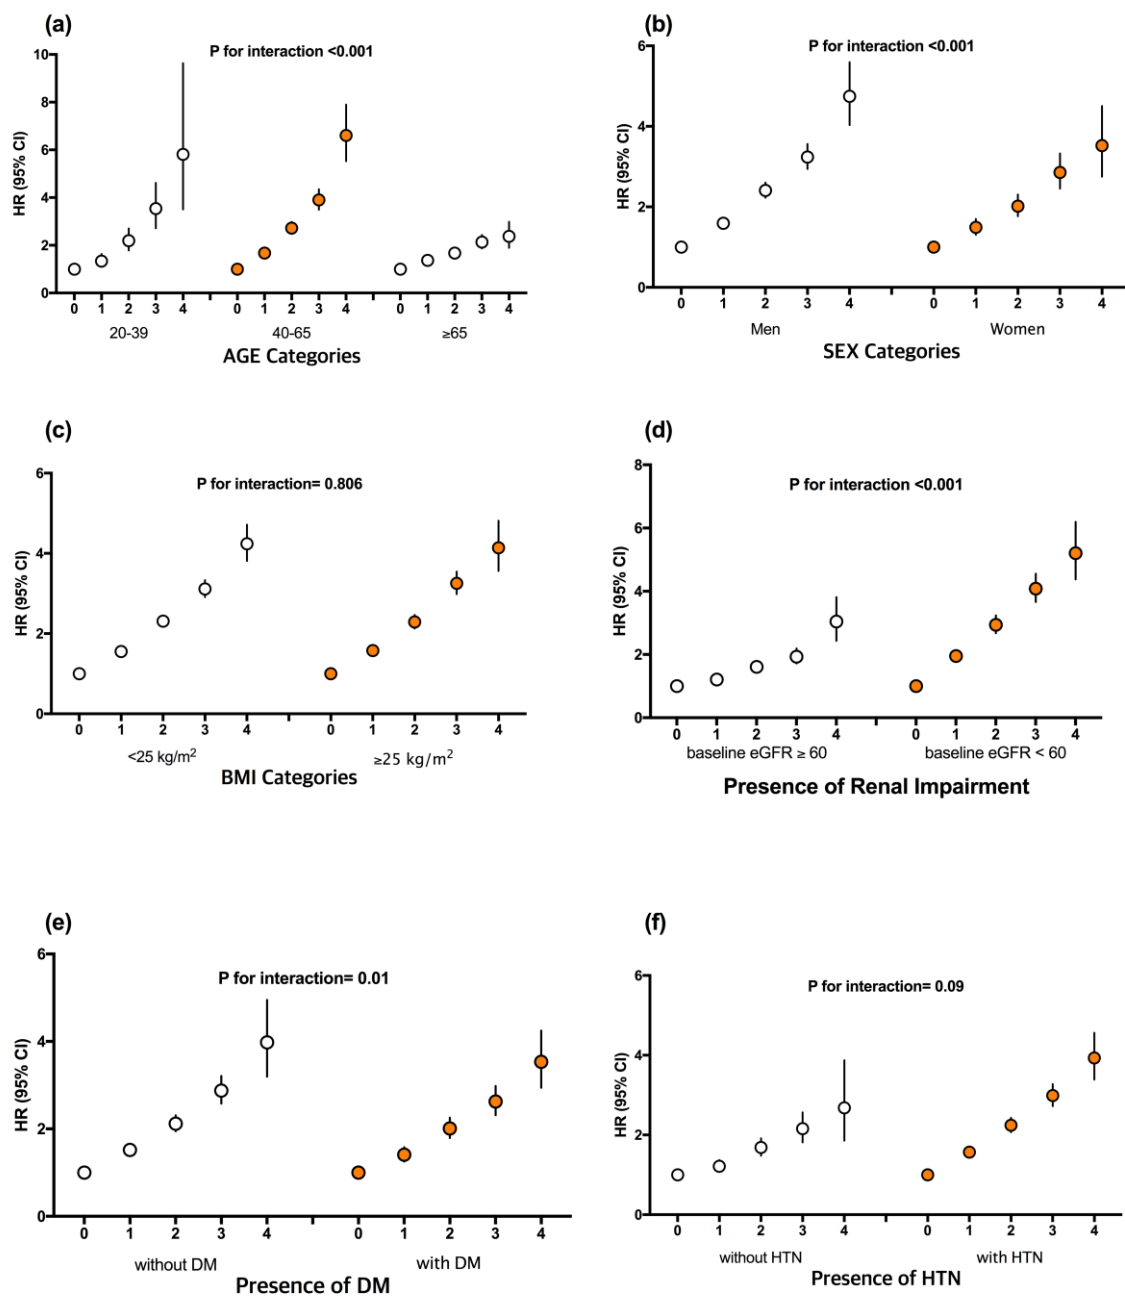 (a)
P for interaction <0.001
HR (95% CI)
10
8
6
4
2
0
0 1 2 3 4 0 1 2 3 4 0 1 2 3 4
20-39 40-65 ≥65
AGE Categories
(b)
P for interaction <0.001
HR (95% CI)
6
4
2
0
0 1 2 3 4 0 1 2 3 4
Men Women
SEX Categories
(c)
P for interaction= 0.806
HR (95% CI)
6
4
2
0
0 1 2 3 4 0 1 2 3 4
<25 kg/m² ≥25 kg/m²
BMI Categories
(d)
P for interaction <0.001
HR (95% CI)
8
6
4
2
0
0 1 2 3 4 0 1 2 3 4
baseline eGFR ≥ 60 baseline eGFR < 60
Presence of Renal Impairment
(e)
P for interaction= 0.01
HR (95% CI)
6
4
2
0
0 1 2 3 4 0 1 2 3 4
without DM with DM
Presence of DM
(f)
P for interaction= 0.09
HR (95% CI)
6
4
2
0
0 1 2 3 4 0 1 2 3 4
without HTN with HTN
Presence of HTN